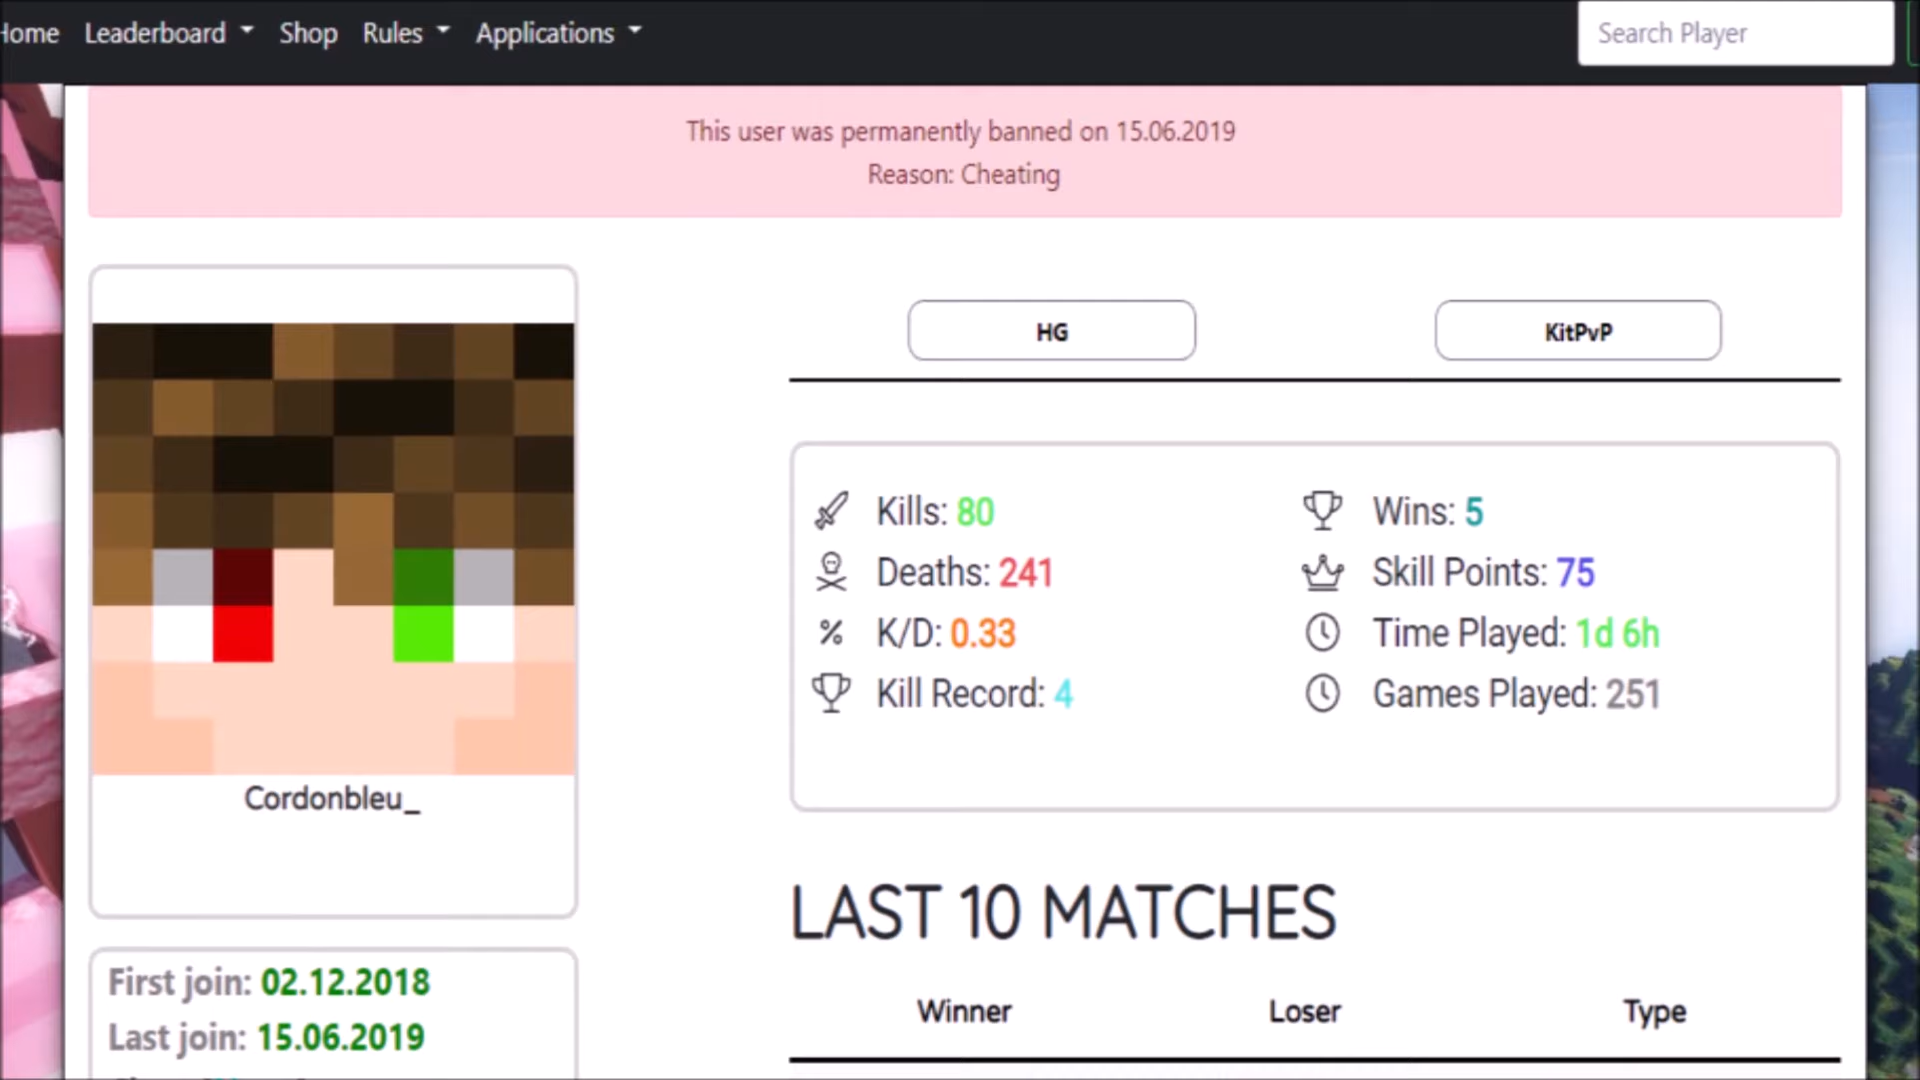 Home Leaderboard Shop Rules Applications Search Player
This user was permanently banned on 15.06.2019
Reason: Cheating
HG KitPvP
Kills: 80 Wins: 5
Deaths: 241 Skill Points: 75
K/D: 0.33 Time Played: 1d 6h
Kill Record: 4 Games Played: 251
Cordonbleu_
LAST 10 MATCHES
First join: 02.12.2018
Winner Loser Type
Last join: 15.06.2019